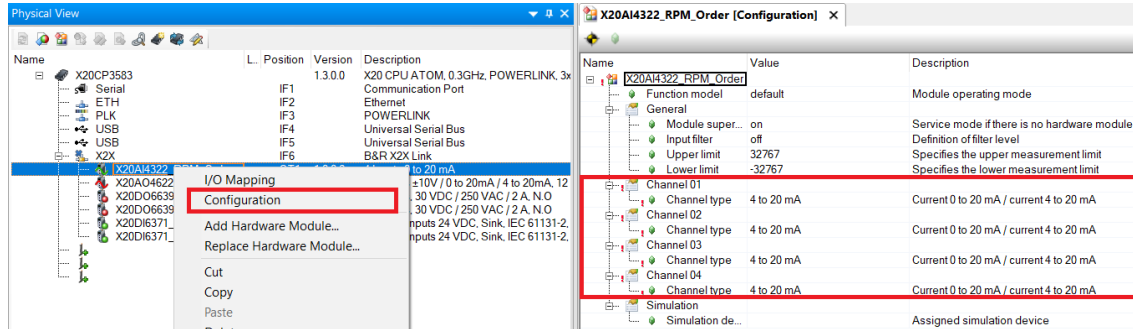 Physical View
Name L.. Position Version Description
X20CP3583 1.3.0.0 X20 CPU ATOM, 0.3GHz, POWERLINK, 3x
Serial IF1 Communication Port
ETH IF2 Ethernet
PLK IF3 POWERLINK
USB IF4 Universal Serial Bus
USB IF5 Universal Serial Bus
X2X IF6 B&R X2X Link
X20AI4322 to 20 mA
X20AO4622 ±10V / 0 to 20mA / 4 to 20mA, 12
X20DO6639 30 VDC / 250 VAC / 2 A, N.O
X20DO6639 30 VDC / 250 VAC / 2 A, N.O
X20DI6371_ nputs 24 VDC, Sink, IEC 61131-2,
X20DI6371_ nputs 24 VDC, Sink, IEC 61131-2,
I/O Mapping
Configuration
Add Hardware Module...
Replace Hardware Module...
Cut
Copy
Paste
X20AI4322_RPM_Order [Configuration] X
Name Value Description
X20AI4322_RPM_Order
Function model default Module operating mode
General
Module super... on Service mode if there is no hardware module
Input filter off Definition of filter level
Upper limit 32767 Specifies the upper measurement limit
Lower limit -32767 Specifies the lower measurement limit
Channel 01
Channel type 4 to 20 mA Current 0 to 20 mA / current 4 to 20 mA
Channel 02
Channel type 4 to 20 mA Current 0 to 20 mA / current 4 to 20 mA
Channel 03
Channel type 4 to 20 mA Current 0 to 20 mA / current 4 to 20 mA
Channel 04
Channel type 4 to 20 mA Current 0 to 20 mA / current 4 to 20 mA
Simulation
Simulation de... Assigned simulation device